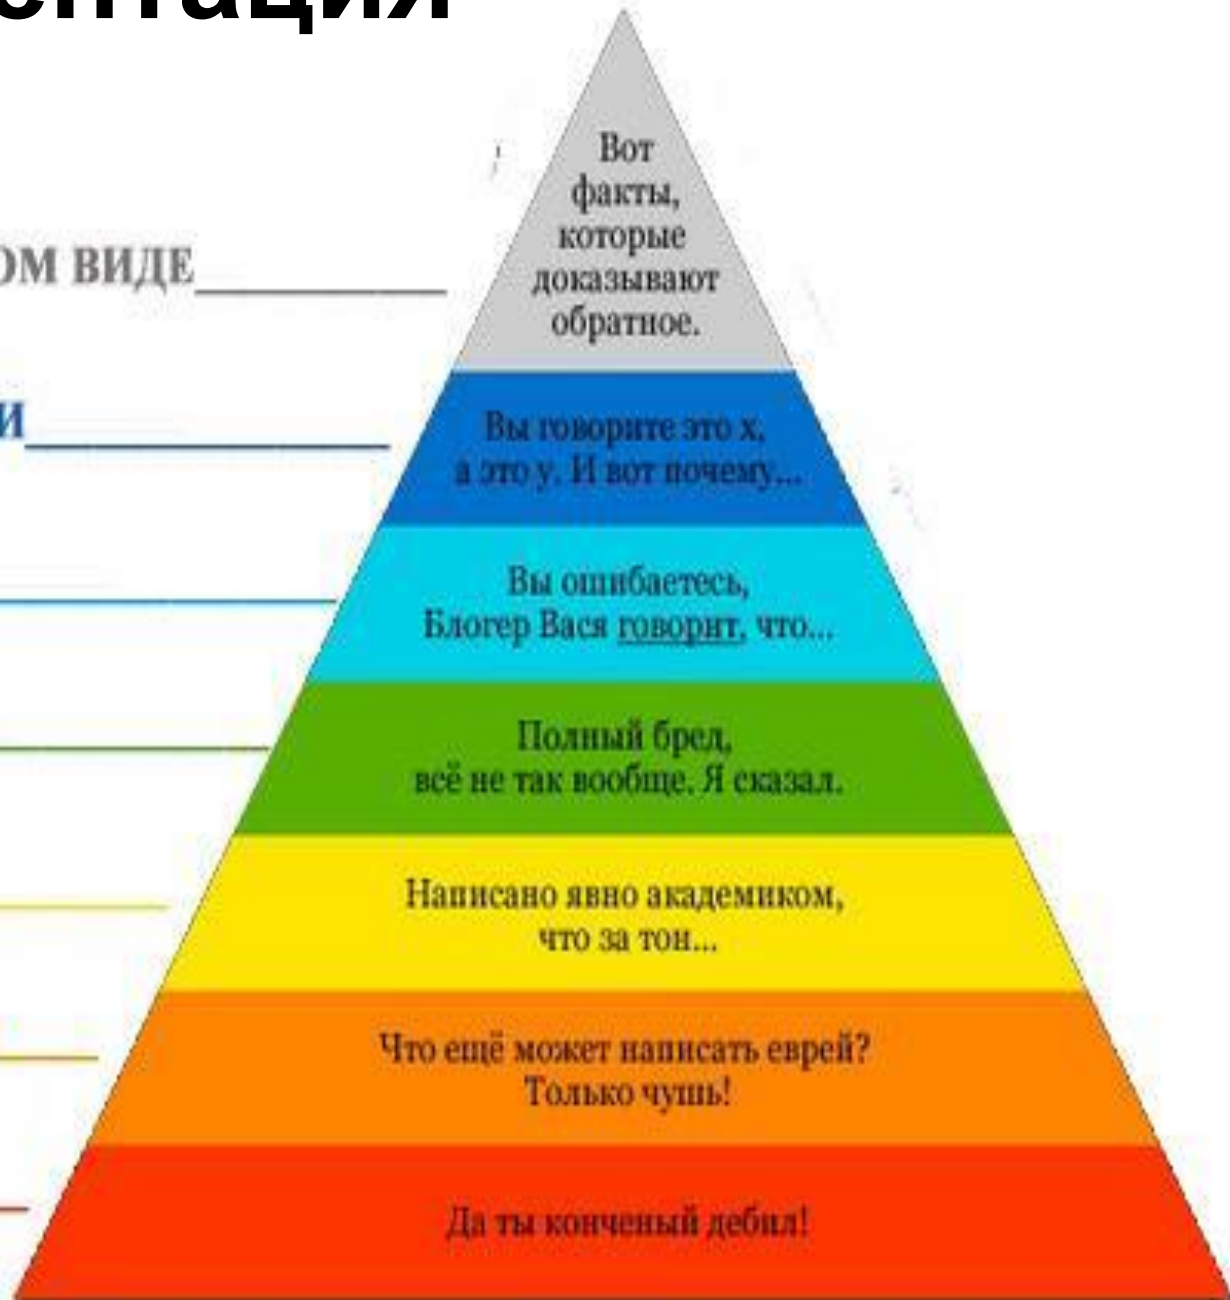 ентация
Вот
факты,
которые
доказывают
обратное.
ОМ ВИДЕ
И
Вы говорите это х,
а это у. И вот почему...
Вы ошибаетесь,
Блогер Вася говорит, что...
Полный бред,
всё не так вообще. Я сказал.
Написано явно академиком,
что за тон...
Что ещё может написать еврей?
Только чушь!
Да ты конченый дебил!